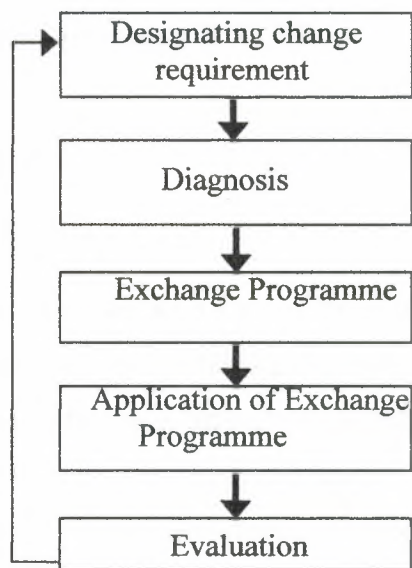 Designating change
requirement
Diagnosis
Exchange Programme
Application of Exchange
Programme
Evaluation